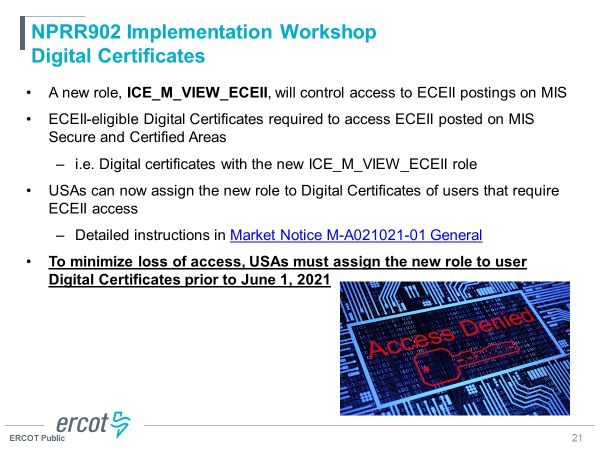 NPRR902 Implementation Workshop
Digital Certificates
• A new role, ICE_M_VIEW_ECEII, will control access to ECEII postings on MIS
• ECEII-eligible Digital Certificates required to access ECEII posted on MIS
Secure and Certified Areas
– i.e. Digital certificates with the new ICE_M_VIEW_ECEII role
• USAs can now assign the new role to Digital Certificates of users that require
ECEII access
– Detailed instructions in Market Notice M-A021021-01 General
• To minimize loss of access, USAs must assign the new role to user
Digital Certificates prior to June 1, 2021
Access Denied
ercot
ERCOT Public
21